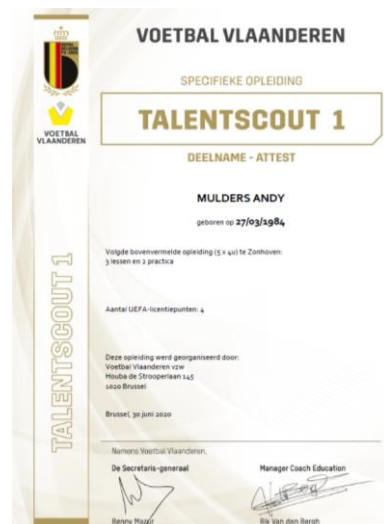 VOETBAL VLAANDEREN
SPECIFIEKE OPLEIDING
TALENTSCOUT 1
DEELNAME - ATTEST
VOETBAL
VLAANDEREN
MULDERS ANDY
geboren op 27/03/1984
Volgde bovenvermelde opleiding (5 x 4u) te Zonhoven:
3 lessen en 2 practica
Aantal UEFA-licentiepunten: 4
Deze opleiding werd georganiseerd door:
Voetbal Vlaanderen vzw
Houba de Strooperlaan 145
1020 Brussel
Brussel, 30 juni 2020
TALENTSCOUT 1
Namens Voetbal Vlaanderen,
De Secretaris-generaal
Manager Coach Education
Benny Mazur
Rik Van den Bergh